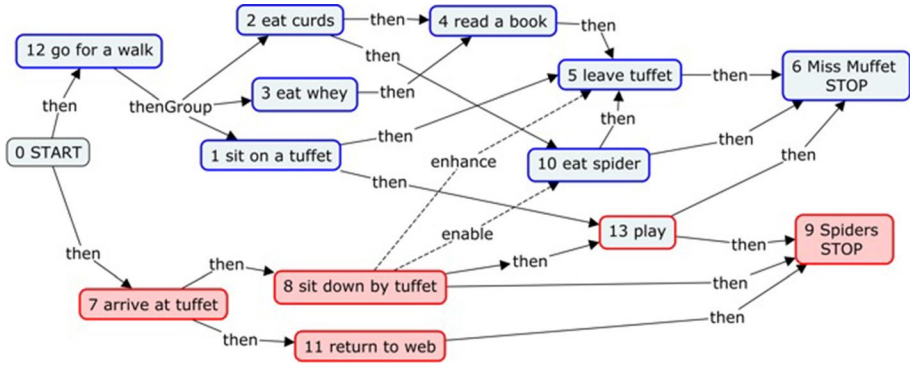 2 eat curds
then
4 read a book
then
12 go for a walk
then
5 leave tuffet
then
6 Miss Muffet
STOP
3 eat whey
then
then
thenGroup
0 START
1 sit on a tuffet
then
then
then
10 eat spider
enhance
then
then
then
13 play
enable
then
9 Spiders
STOP
then
then
then
8 sit down by tuffet
then
7 arrive at tuffet
then
then
11 return to web